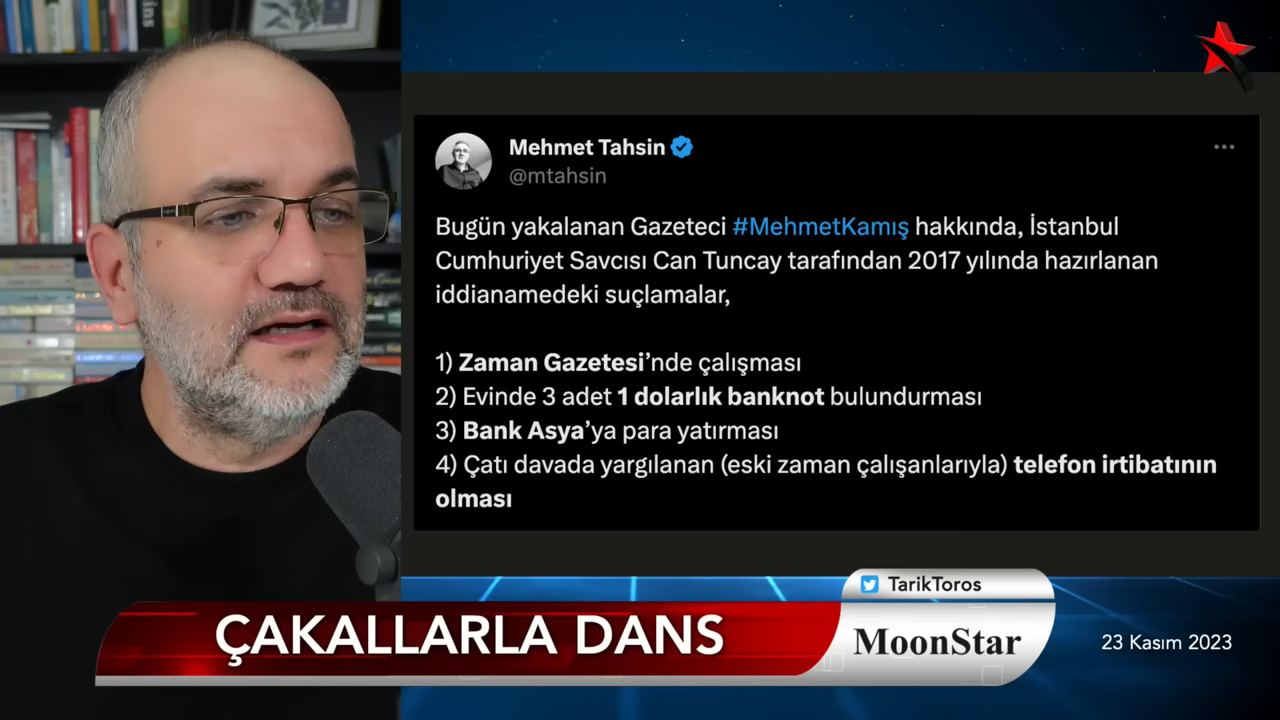 Mehmet Tahsin
@mtahsin
Bugün yakalanan Gazeteci #MehmetKamış hakkında, İstanbul
Cumhuriyet Savcısı Can Tuncay tarafından 2017 yılında hazırlanan
iddianamedeki suçlamalar,
1) Zaman Gazetesi’nde çalışması
2) Evinde 3 adet 1 dolarlık banknot bulundurması
3) Bank Asya’ya para yatırması
4) Çatı davada yargılanan (eski zaman çalışanlarıyla) telefon irtibatının
olması
TarikToros
ÇAKALLARLA DANS
MoonStar
23 Kasım 2023